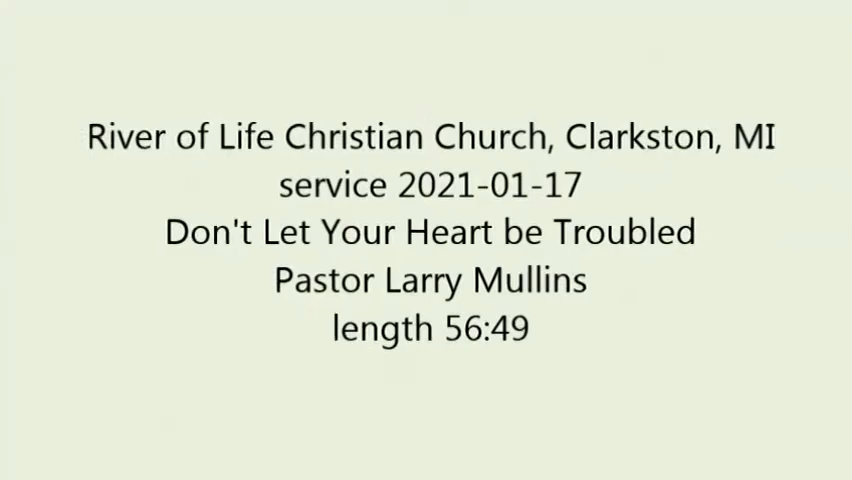 River of Life Christian Church, Clarkston, MI
service 2021-01-17
Don't Let Your Heart be Troubled
Pastor Larry Mullins
length 56:49